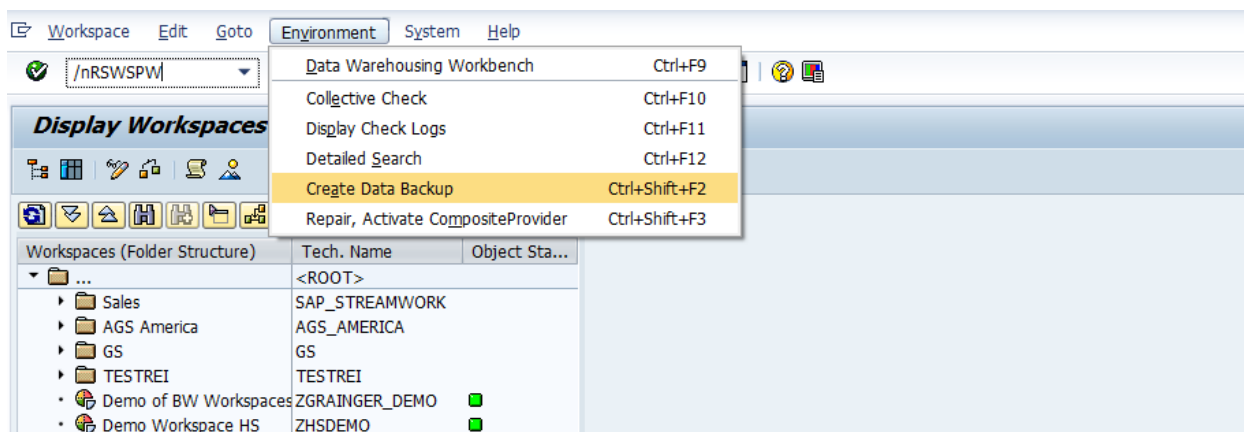 Workspace Edit Goto Environment System Help
/nRSWSPW
Data Warehousing Workbench Ctrl+F9
Collective Check Ctrl+F10
Display Check Logs Ctrl+F11
Detailed Search Ctrl+F12
Create Data Backup Ctrl+Shift+F2
Repair, Activate CompositeProvider Ctrl+Shift+F3
Display Workspaces
Workspaces (Folder Structure) Tech. Name Object Sta...
... <ROOT>
Sales SAP_STREAMWORK
AGS America AGS_AMERICA
GS GS
TESTREI TESTREI
Demo of BW Workspaces ZGRAINGER_DEMO
Demo Workspace HS ZHSDEMO